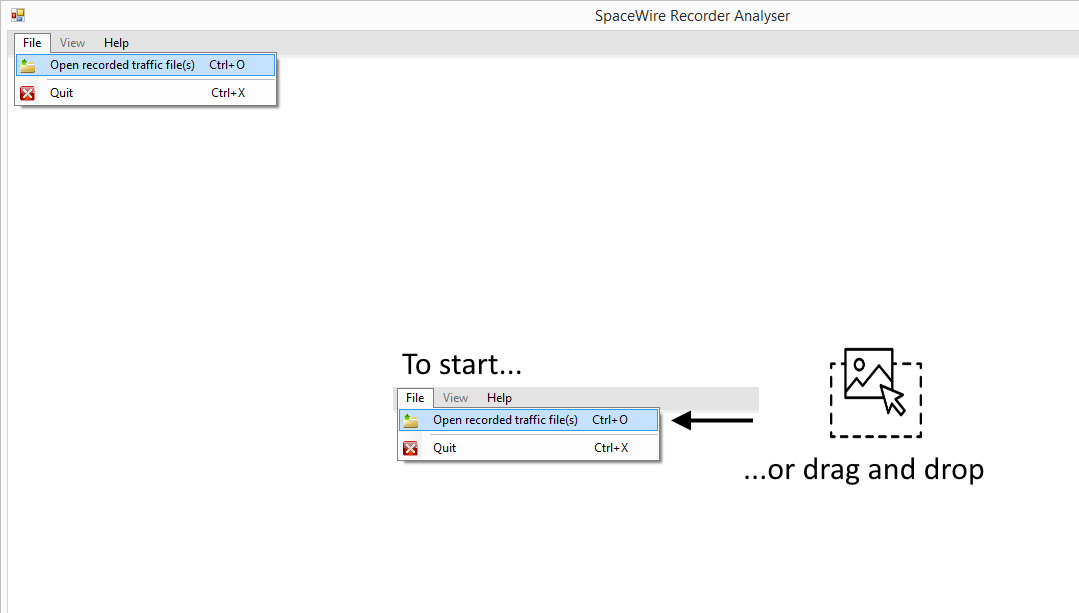 SpaceWire Recorder Analyser
File View Help
Open recorded traffic file(s) Ctrl+O
Quit Ctrl+X
To start...
File View Help
Open recorded traffic file(s) Ctrl+O
Quit Ctrl+X
...or drag and drop